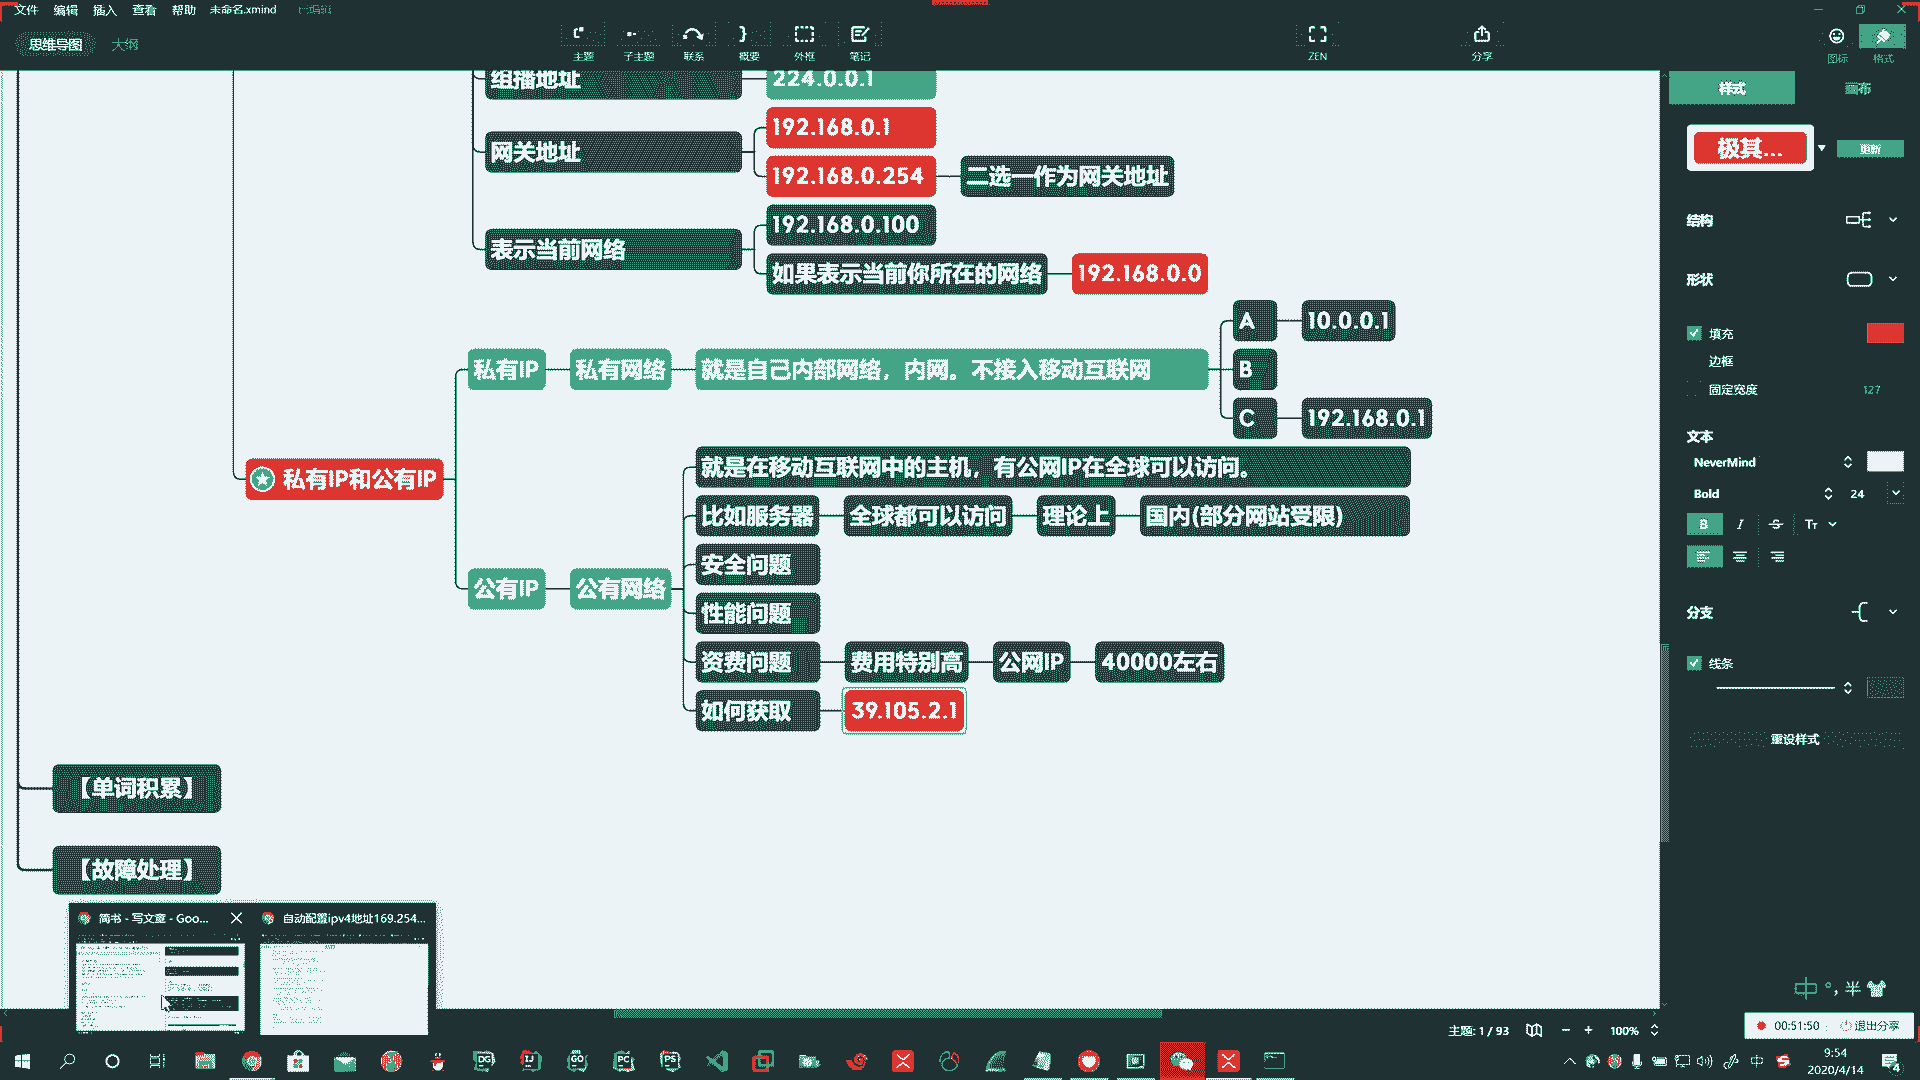 文件 编辑 插入 查看 帮助 未命名.xmind 已编辑
思维导图 大纲
主题 子主题 联系 概要 外框 笔记 ZEN 分享 图标 格式
组播地址 224.0.0.1
网关地址
192.168.0.1
192.168.0.254 二选一作为网关地址
表示当前网络
192.168.0.100
如果表示当前你所在的网络 192.168.0.0
私有IP和公有IP
私有IP 私有网络 就是自己内部网络，内网。不接入移动互联网
A 10.0.0.1
B
C 192.168.0.1
公有IP 公有网络
就是在移动互联网中的主机，有公网IP在全球可以访问。
比如服务器 全球都可以访问 理论上 国内(部分网站受限)
安全问题
性能问题
资费问题 费用特别高 公网IP 40000左右
如何获取 39.105.2.1
【单词积累】
【故障处理】
样式 画布
极其... 更新
结构
形状
填充
边框
固定宽度 127
文本
NeverMind
Bold 24
B I S Tт
分支
线条
重设样式
简书 - 写文章 - Goo...
自动配置ipv4地址169.254...
中 °, 半
主题: 1 / 93 100%
00:51:50 退出分享
DG IJ GO PC PS
中
9:54
2020/4/14
4